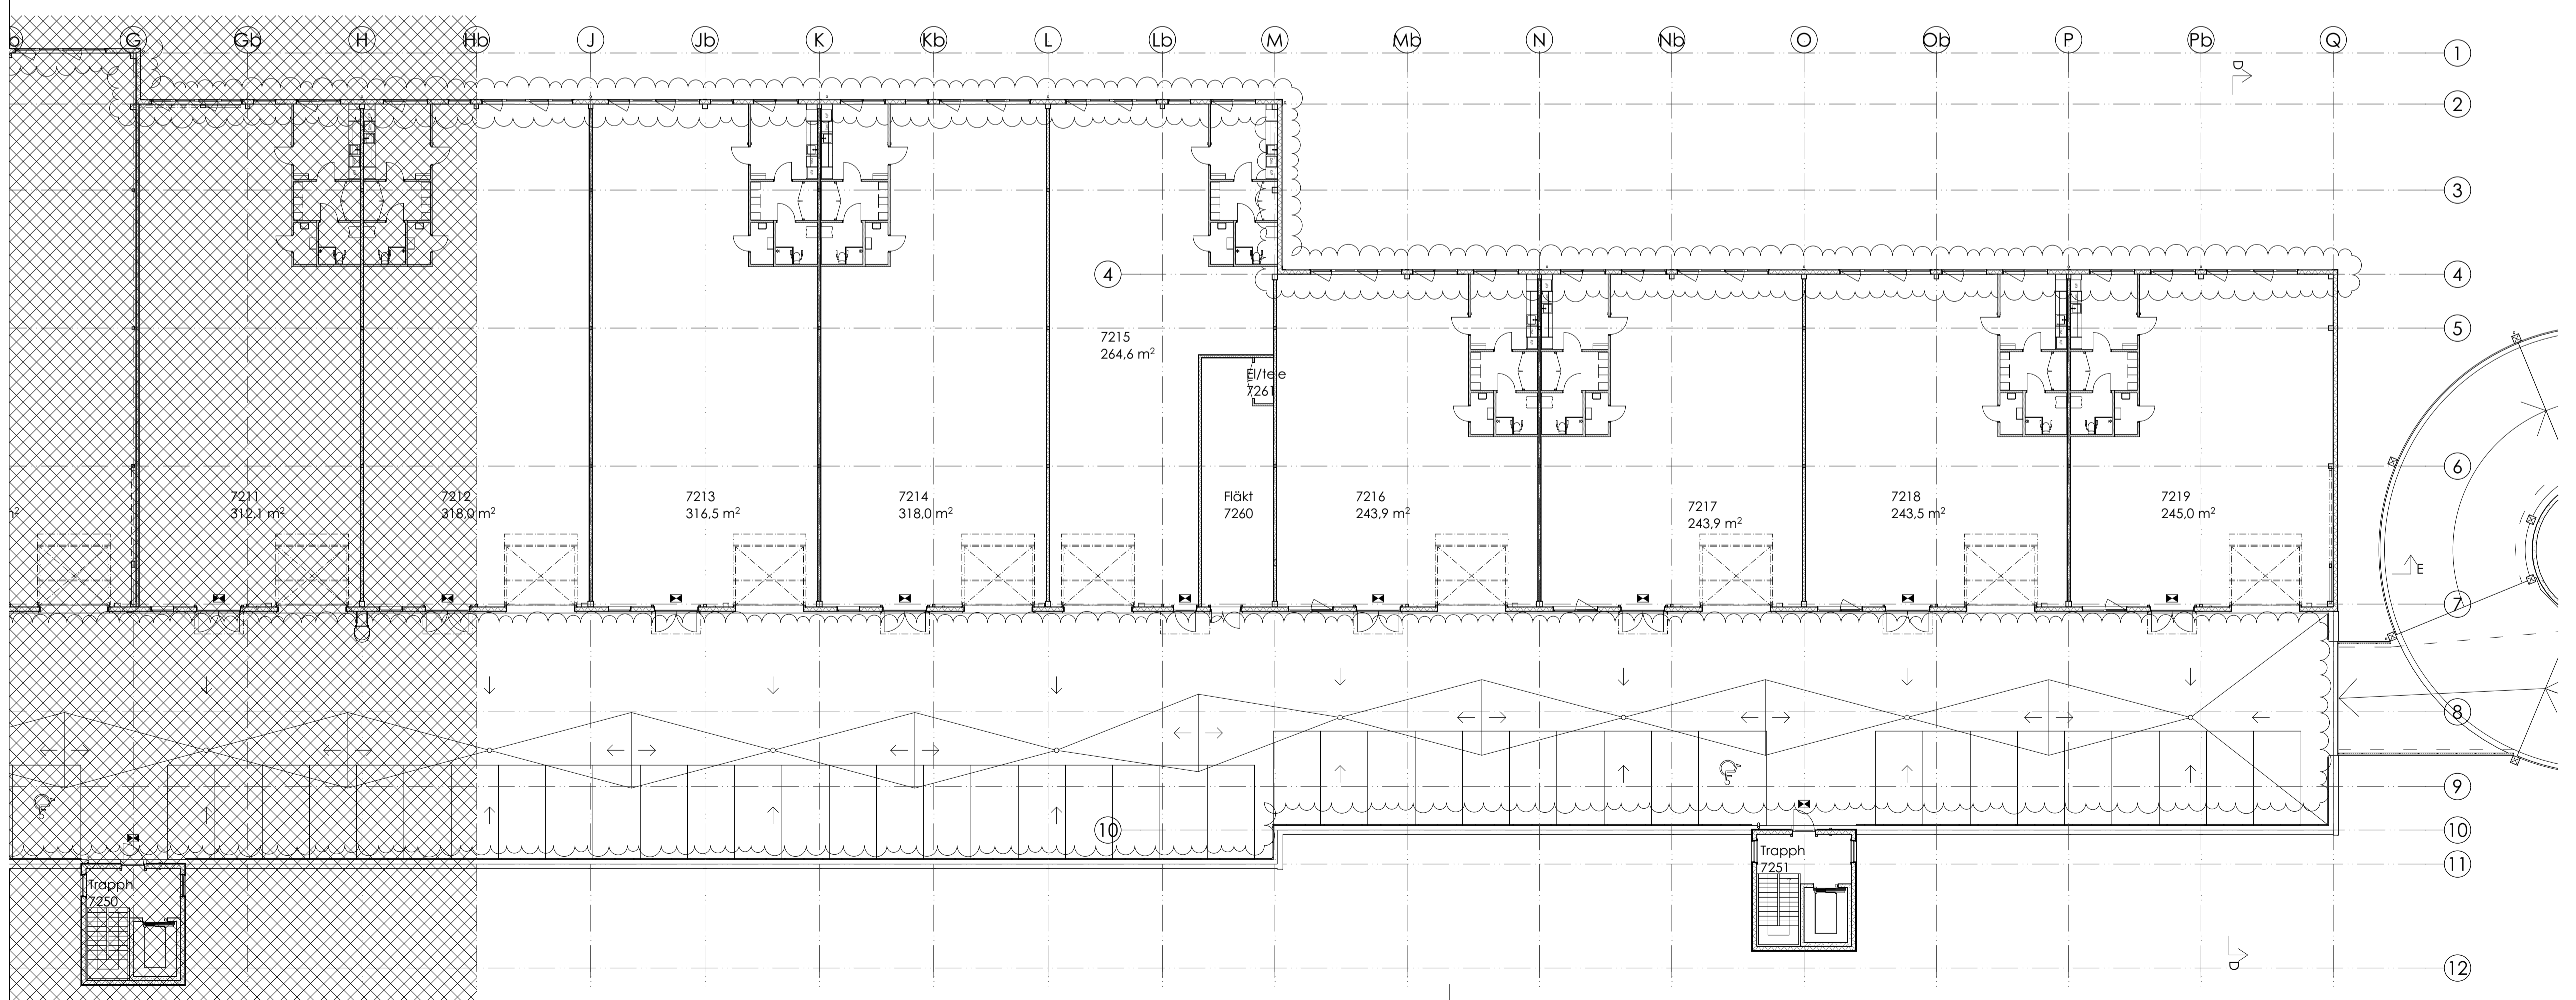 b
G
Gb
H
Hb
J
Jb
K
Kb
L
Lb
M
Mb
N
Nb
O
Ob
P
Pb
Q
1
D
2
3
4
4
5
7215
264,6 m²
El/tele
7261
6
m²
7211
312,1 m²
7212
318,0 m²
7213
316,5 m²
7214
318,0 m²
Fläkt
7260
7216
243,9 m²
7217
243,9 m²
7218
243,5 m²
7219
245,0 m²
E
7
8
9
10
10
11
Trapph
7250
Trapph
7251
D
12